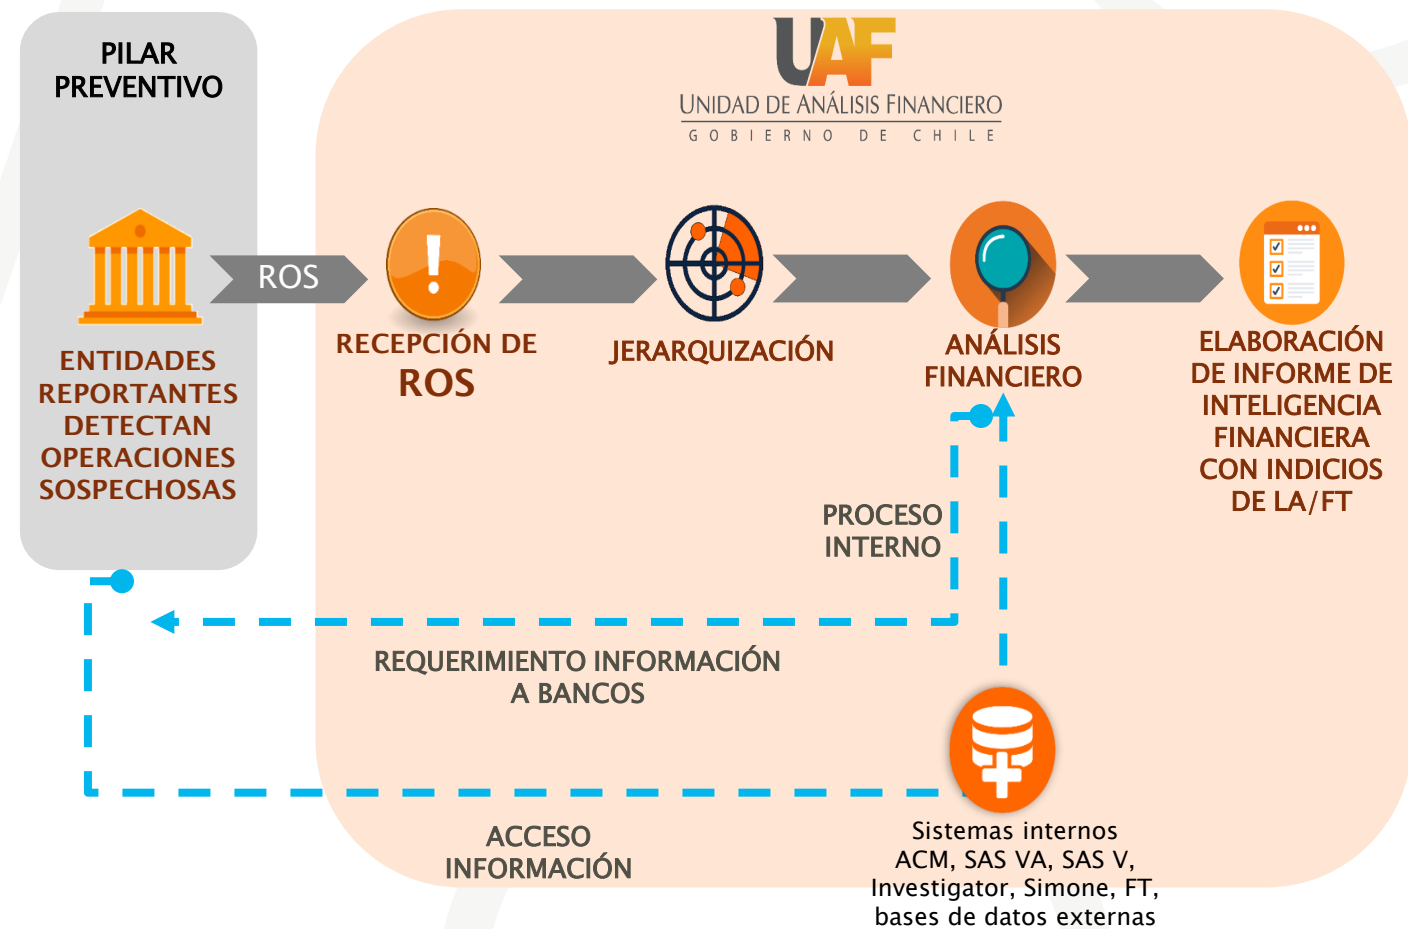 PILAR
PREVENTIVO
UAF
UNIDAD DE ANÁLISIS FINANCIERO
GOBIERNO DE CHILE
ROS
ENTIDADES
REPORTANTES
DETECTAN
OPERACIONES
SOSPECHOSAS
RECEPCIÓN DE
ROS
JERARQUIZACIÓN
ANÁLISIS
FINANCIERO
ELABORACIÓN
DE INFORME DE
INTELIGENCIA
FINANCIERA
CON INDICIOS
DE LA/FT
PROCESO
INTERNO
REQUERIMIENTO INFORMACIÓN
A BANCOS
ACCESO
INFORMACIÓN
Sistemas internos
ACM, SAS VA, SAS V,
Investigator, Simone, FT,
bases de datos externas